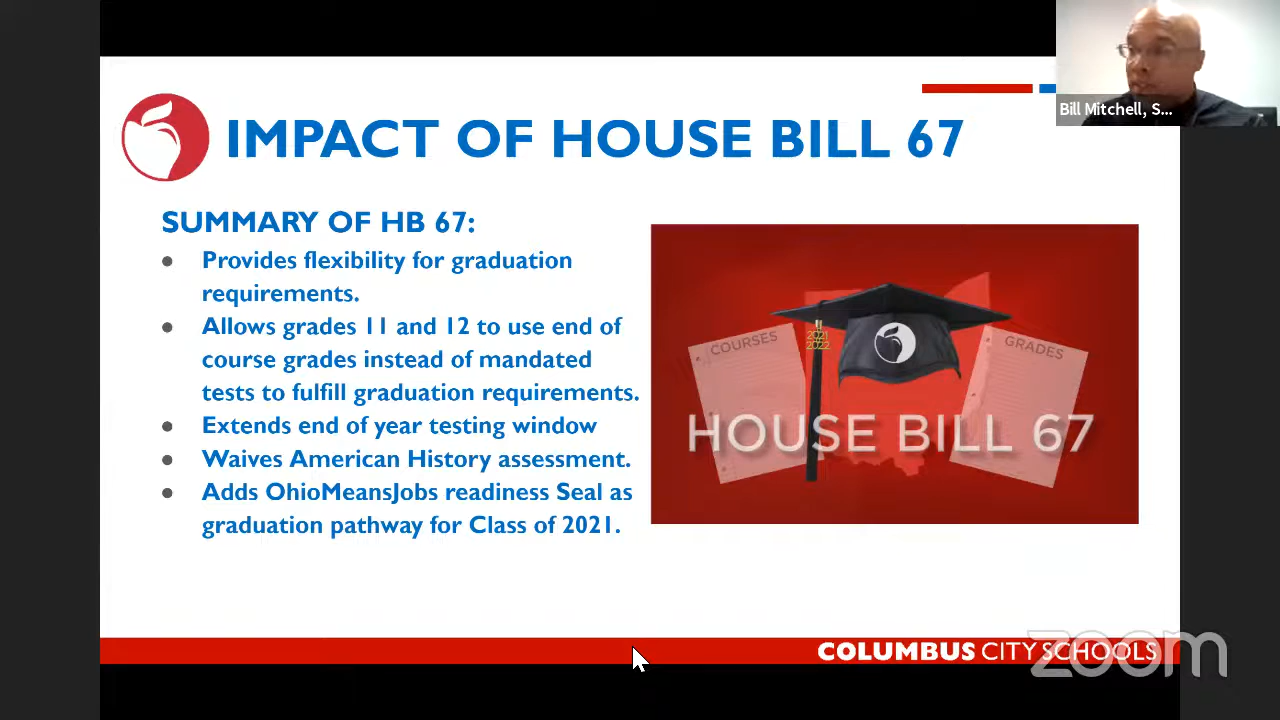 Bill Mitchell, S...
IMPACT OF HOUSE BILL 67
SUMMARY OF HB 67:
● Provides flexibility for graduation
requirements.
● Allows grades 11 and 12 to use end of
course grades instead of mandated
tests to fulfill graduation requirements.
● Extends end of year testing window
● Waives American History assessment.
● Adds OhioMeansJobs readiness Seal as
graduation pathway for Class of 2021.
COURSES
2021
2022
GRADES
HOUSE BILL 67
COLUMBUS CITY SCHOOLS
zoom